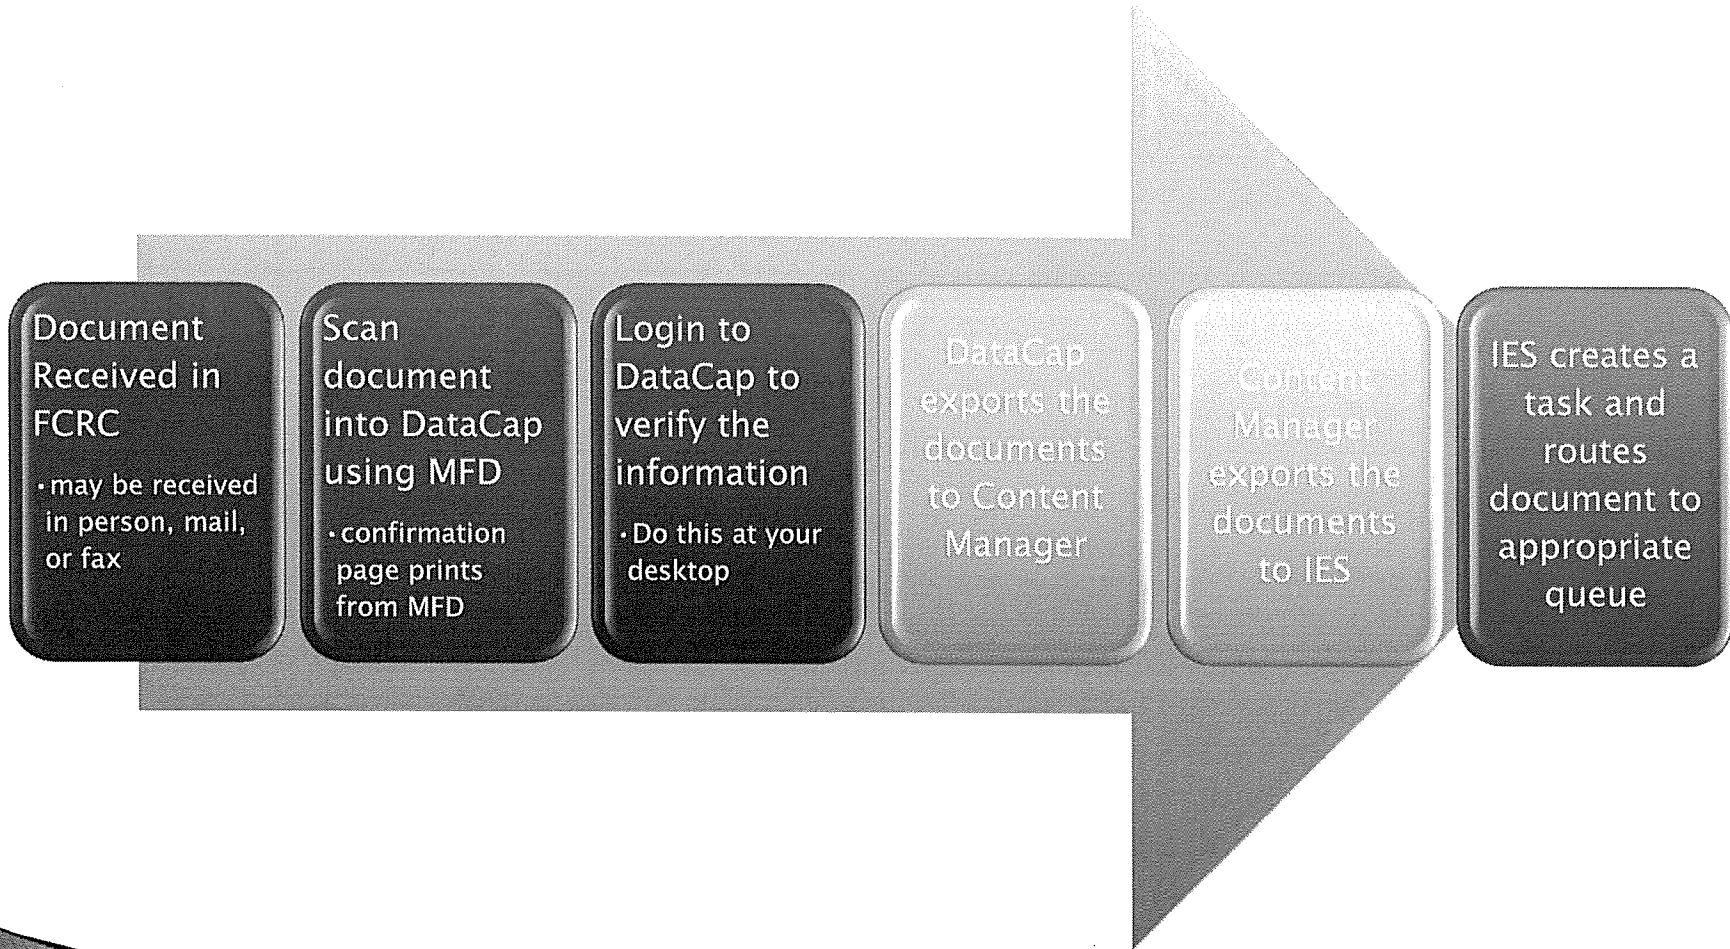 Document
Received in
FCRC
·may be received
in person, mail,
or fax
Scan
document
into DataCap
using MFD
·confirmation
page prints
from MFD
Login to
DataCap to
verify the
information
·Do this at your
desktop
DataCap
exports the
documents
to Content
Manager
Content
Manager
exports the
documents
to IES
IES creates a
task and
routes
document to
appropriate
queue